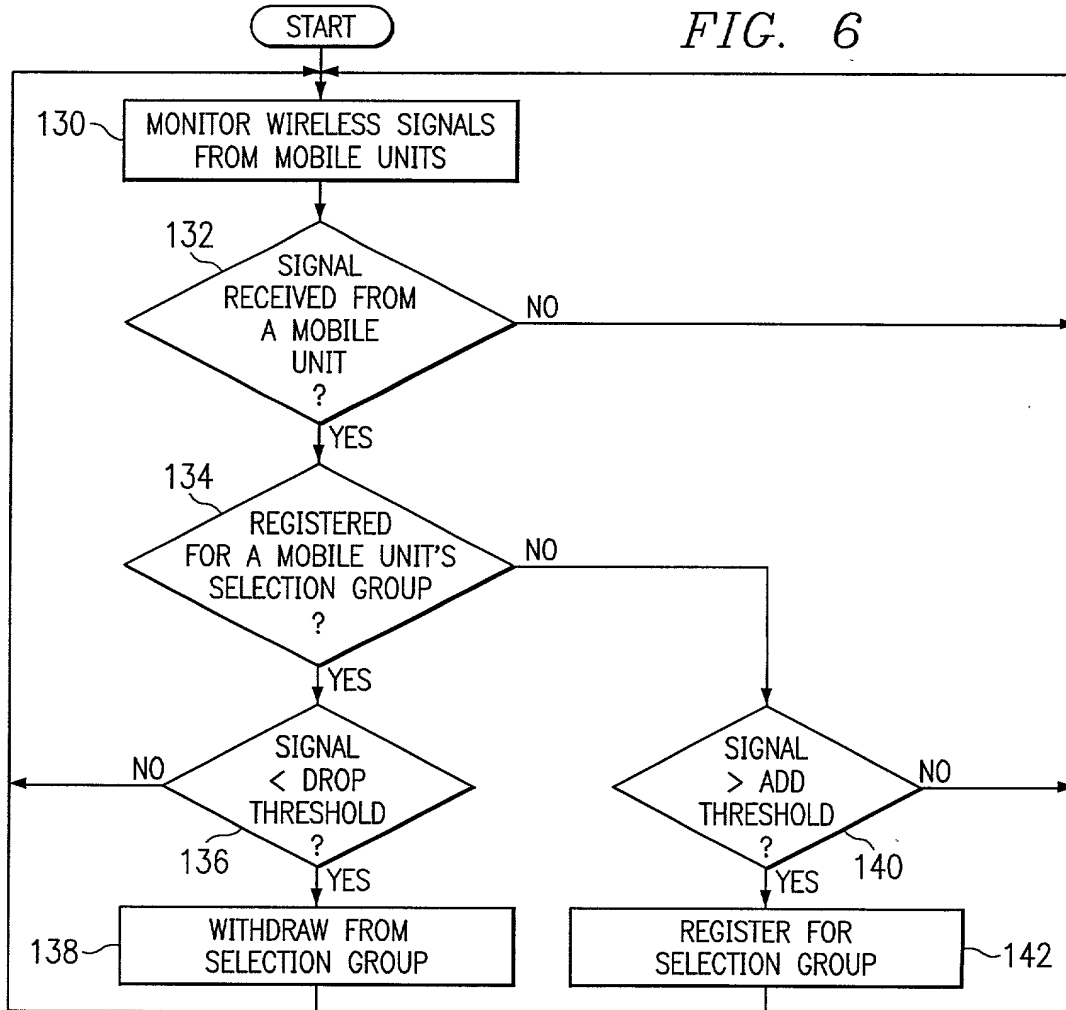 START
FIG. 6
130
MONITOR WIRELESS SIGNALS
FROM MOBILE UNITS
132
SIGNAL
RECEIVED FROM
A MOBILE
UNIT
?
NO
YES
134
REGISTERED
FOR A MOBILE UNIT'S
SELECTION GROUP
?
NO
YES
SIGNAL
< DROP
THRESHOLD
?
NO
136
YES
SIGNAL
> ADD
THRESHOLD
?
NO
140
YES
138
WITHDRAW FROM
SELECTION GROUP
REGISTER FOR
SELECTION GROUP
142